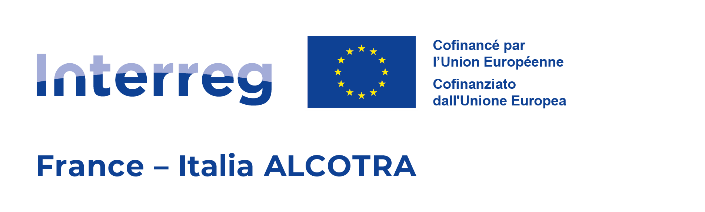 Interreg
Cofinancé par
l'Union Européenne
Cofinanziato
dall'Unione Europea
France – Italia ALCOTRA